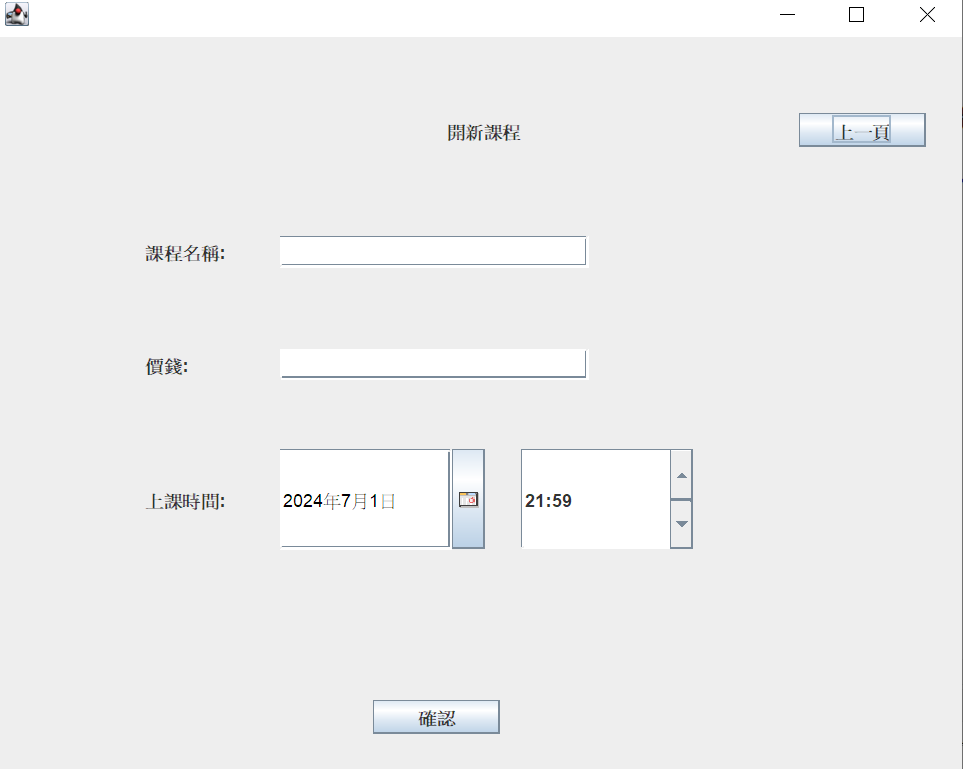 開新課程
上一頁
課程名稱:
價錢:
上課時間:
2024年7月1日
21:59
確認